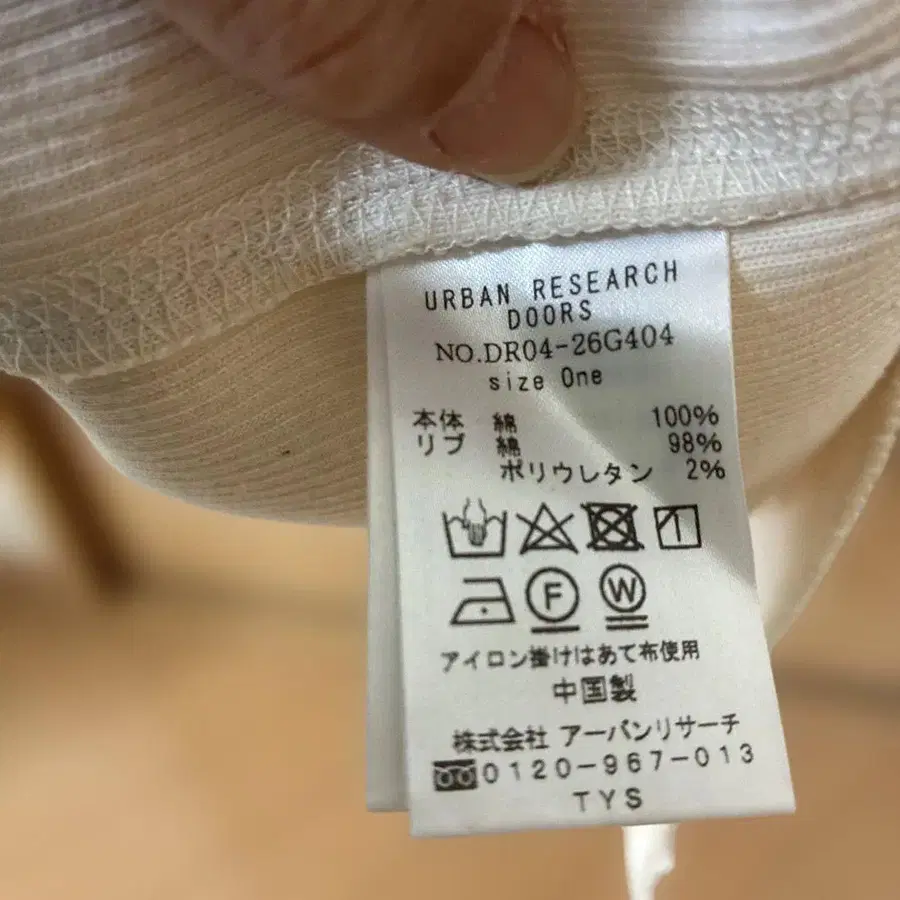 URBAN RESEARCH
DOORS
NO.DR04-26G404
size One
本体 綿 100%
リブ 綿 98%
ポリウレタン 2%
F W
アイロン掛けはあて布使用
中国製
株式会社 アーバンリサーチ
0120-967-013
TYS